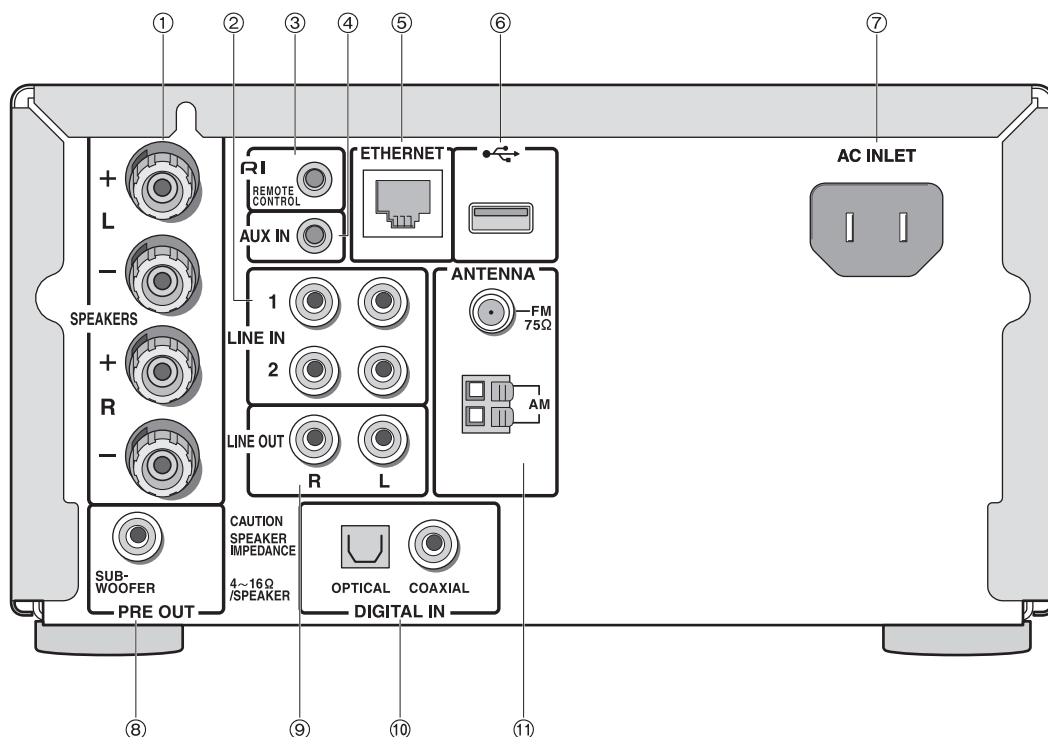 ① ② ③ ④ ⑤ ⑥ ⑦
RI
REMOTE
CONTROL
ETHERNET
AC INLET
+
L
−
SPEAKERS
+
R
−
AUX IN
1
LINE IN
2
LINE OUT
R L
ANTENNA
FM
75Ω
AM
SUB-
WOOFER
PRE OUT
CAUTION
SPEAKER
IMPEDANCE
4~16Ω
/SPEAKER
OPTICAL COAXIAL
DIGITAL IN
⑧ ⑨ ⑩ ⑪